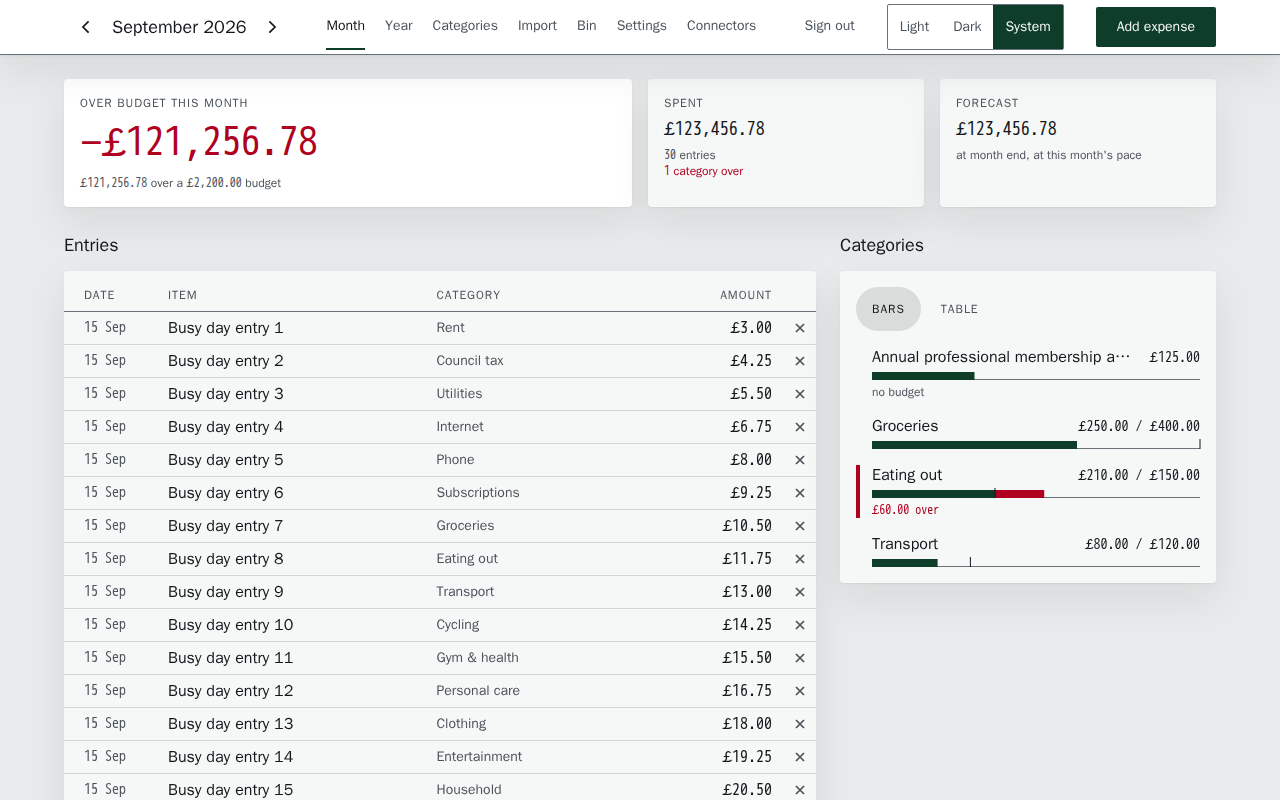 September 2026
Month Year Categories Import Bin Settings Connectors Sign out Light Dark System Add expense
OVER BUDGET THIS MONTH
−£121,256.78
£121,256.78 over a £2,200.00 budget
SPENT
£123,456.78
30 entries
1 category over
FORECAST
£123,456.78
at month end, at this month's pace
Entries
DATE ITEM CATEGORY AMOUNT
15 Sep Busy day entry 1 Rent £3.00 ×
15 Sep Busy day entry 2 Council tax £4.25 ×
15 Sep Busy day entry 3 Utilities £5.50 ×
15 Sep Busy day entry 4 Internet £6.75 ×
15 Sep Busy day entry 5 Phone £8.00 ×
15 Sep Busy day entry 6 Subscriptions £9.25 ×
15 Sep Busy day entry 7 Groceries £10.50 ×
15 Sep Busy day entry 8 Eating out £11.75 ×
15 Sep Busy day entry 9 Transport £13.00 ×
15 Sep Busy day entry 10 Cycling £14.25 ×
15 Sep Busy day entry 11 Gym & health £15.50 ×
15 Sep Busy day entry 12 Personal care £16.75 ×
15 Sep Busy day entry 13 Clothing £18.00 ×
15 Sep Busy day entry 14 Entertainment £19.25 ×
15 Sep Busy day entry 15 Household £20.50 ×
Categories
BARS TABLE
Annual professional membership a… £125.00
no budget
Groceries £250.00 / £400.00
Eating out £210.00 / £150.00
£60.00 over
Transport £80.00 / £120.00